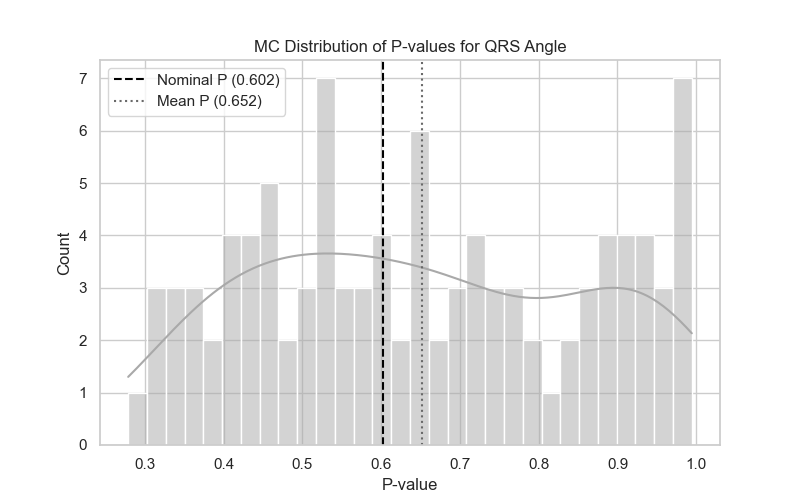 MC Distribution of P-values for QRS Angle
Nominal P (0.602)
Mean P (0.652)
Count
7
6
5
4
3
2
1
0
0.3 0.4 0.5 0.6 0.7 0.8 0.9 1.0
P-value